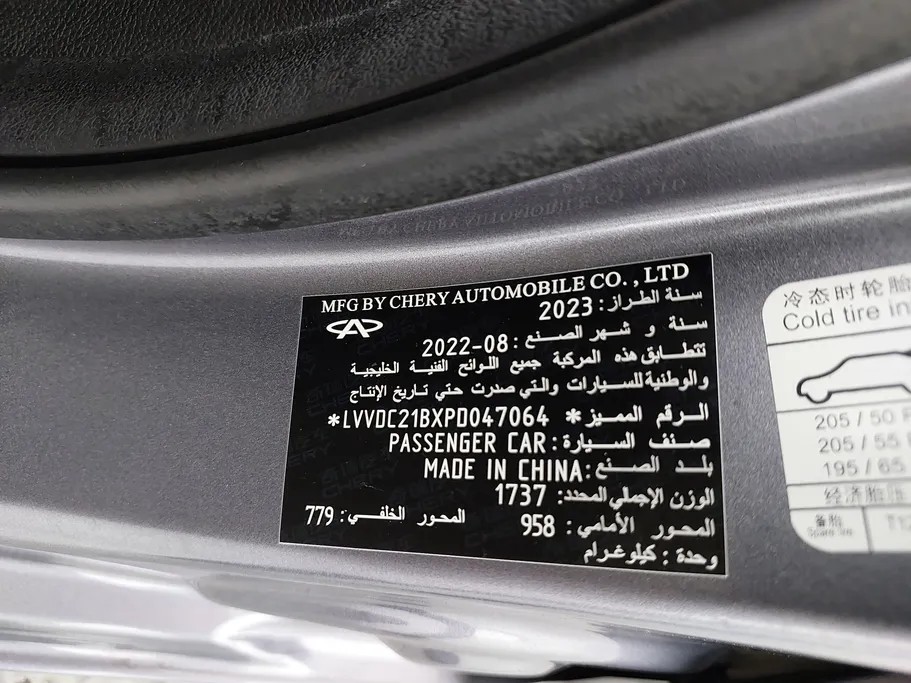 MFG BY CHERY AUTOMOBILE CO. , LTD
سنة الطراز: 2023
سنة و شهر الصنع: 2022-08
تتطابق هذه المركبة جميع اللوائح الفنية الخليجية
والوطنية للسيارات والتي صدرت حتي تاريخ الإنتاج
الرقم المميز: *LVVDC21BXPD047064*
صنف السيارة: PASSENGER CAR
بلد الصنع: MADE IN CHINA
الوزن الإجمالي المحدد: 1737
المحور الأمامي: 958 المحور الخلفي: 779
وحدة: كيلوغرام
冷态时轮胎
Cold tire in
205 / 50
205 / 55
195 / 65
经济胎压
备胎
Spare tire